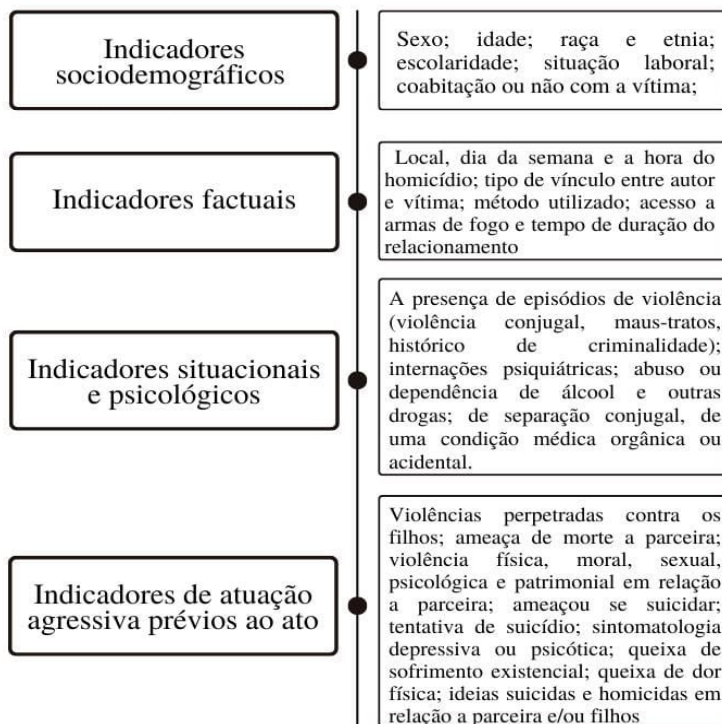 Indicadores
sociodemográficos
Sexo; idade; raça e etnia;
escolaridade; situação laboral;
coabitação ou não com a vítima;
Indicadores factuais
Local, dia da semana e a hora do
homicídio; tipo de vínculo entre autor
e vítima; método utilizado; acesso a
armas de fogo e tempo de duração do
relacionamento
Indicadores situacionais
e psicológicos
A presença de episódios de violência
(violência conjugal, maus-tratos,
histórico de criminalidade);
internações psiquiátricas; abuso ou
dependência de álcool e outras
drogas; de separação conjugal, de
uma condição médica orgânica ou
acidental.
Indicadores de atuação
agressiva prévios ao ato
Violências perpetradas contra os
filhos; ameaça de morte a parceira;
violência física, moral, sexual,
psicológica e patrimonial em relação
a parceira; ameaçou se suicidar;
tentativa de suicídio; sintomatologia
depressiva ou psicótica; queixa de
sofrimento existencial; queixa de dor
física; ideias suicidas e homicidas em
relação a parceira e/ou filhos